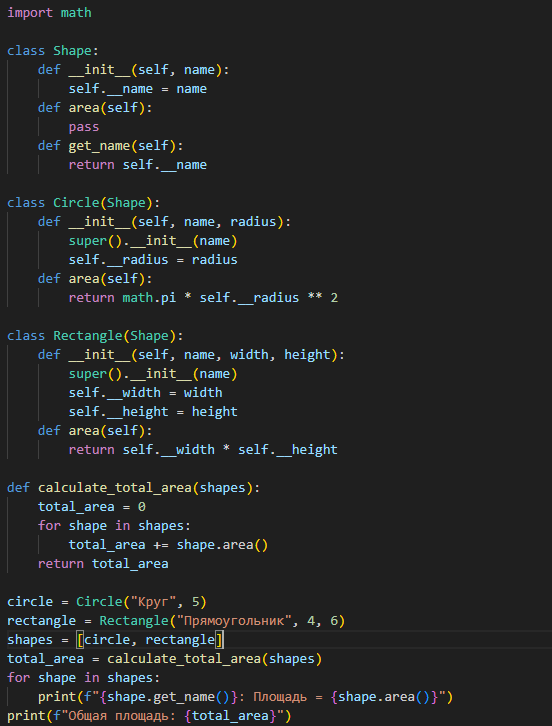 import math

class Shape:
    def __init__(self, name):
        self.__name = name
    def area(self):
        pass
    def get_name(self):
        return self.__name

class Circle(Shape):
    def __init__(self, name, radius):
        super().__init__(name)
        self.__radius = radius
    def area(self):
        return math.pi * self.__radius ** 2

class Rectangle(Shape):
    def __init__(self, name, width, height):
        super().__init__(name)
        self.__width = width
        self.__height = height
    def area(self):
        return self.__width * self.__height

def calculate_total_area(shapes):
    total_area = 0
    for shape in shapes:
        total_area += shape.area()
    return total_area

circle = Circle("Круг", 5)
rectangle = Rectangle("Прямоугольник", 4, 6)
shapes = [circle, rectangle]
total_area = calculate_total_area(shapes)
for shape in shapes:
    print(f"{shape.get_name()}: Площадь = {shape.area()}")
print(f"Общая площадь: {total_area}")